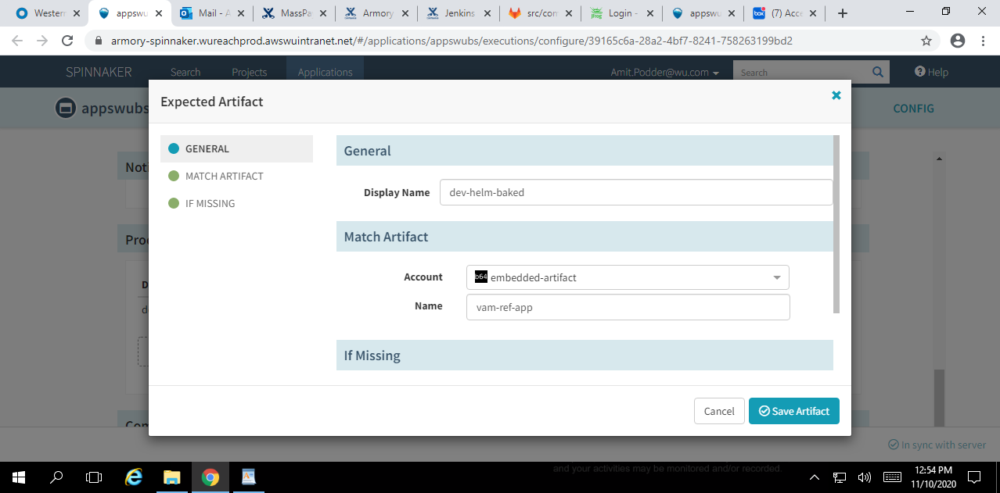 Western
appswubs
Mail - A
MassPa
Armory
Jenkins
src/con
Login -
appswu
(7) Acce
armory-spinnaker.wureachprod.awswuintranet.net/#/applications/appswubs/executions/configure/39165c6a-28a2-4bf7-8241-758263199bd2
SPINNAKER Search Projects Applications Amit.Podder@wu.com Search Help
appswubs CONFIG
Expected Artifact
GENERAL
MATCH ARTIFACT
IF MISSING
General
Display Name dev-helm-baked
Match Artifact
Account b64 embedded-artifact
Name vam-ref-app
If Missing
Cancel Save Artifact
Noti
Proc
D
d
Com
In sync with server
and your activities may be monitored and/or recorded.
12:54 PM
11/10/2020